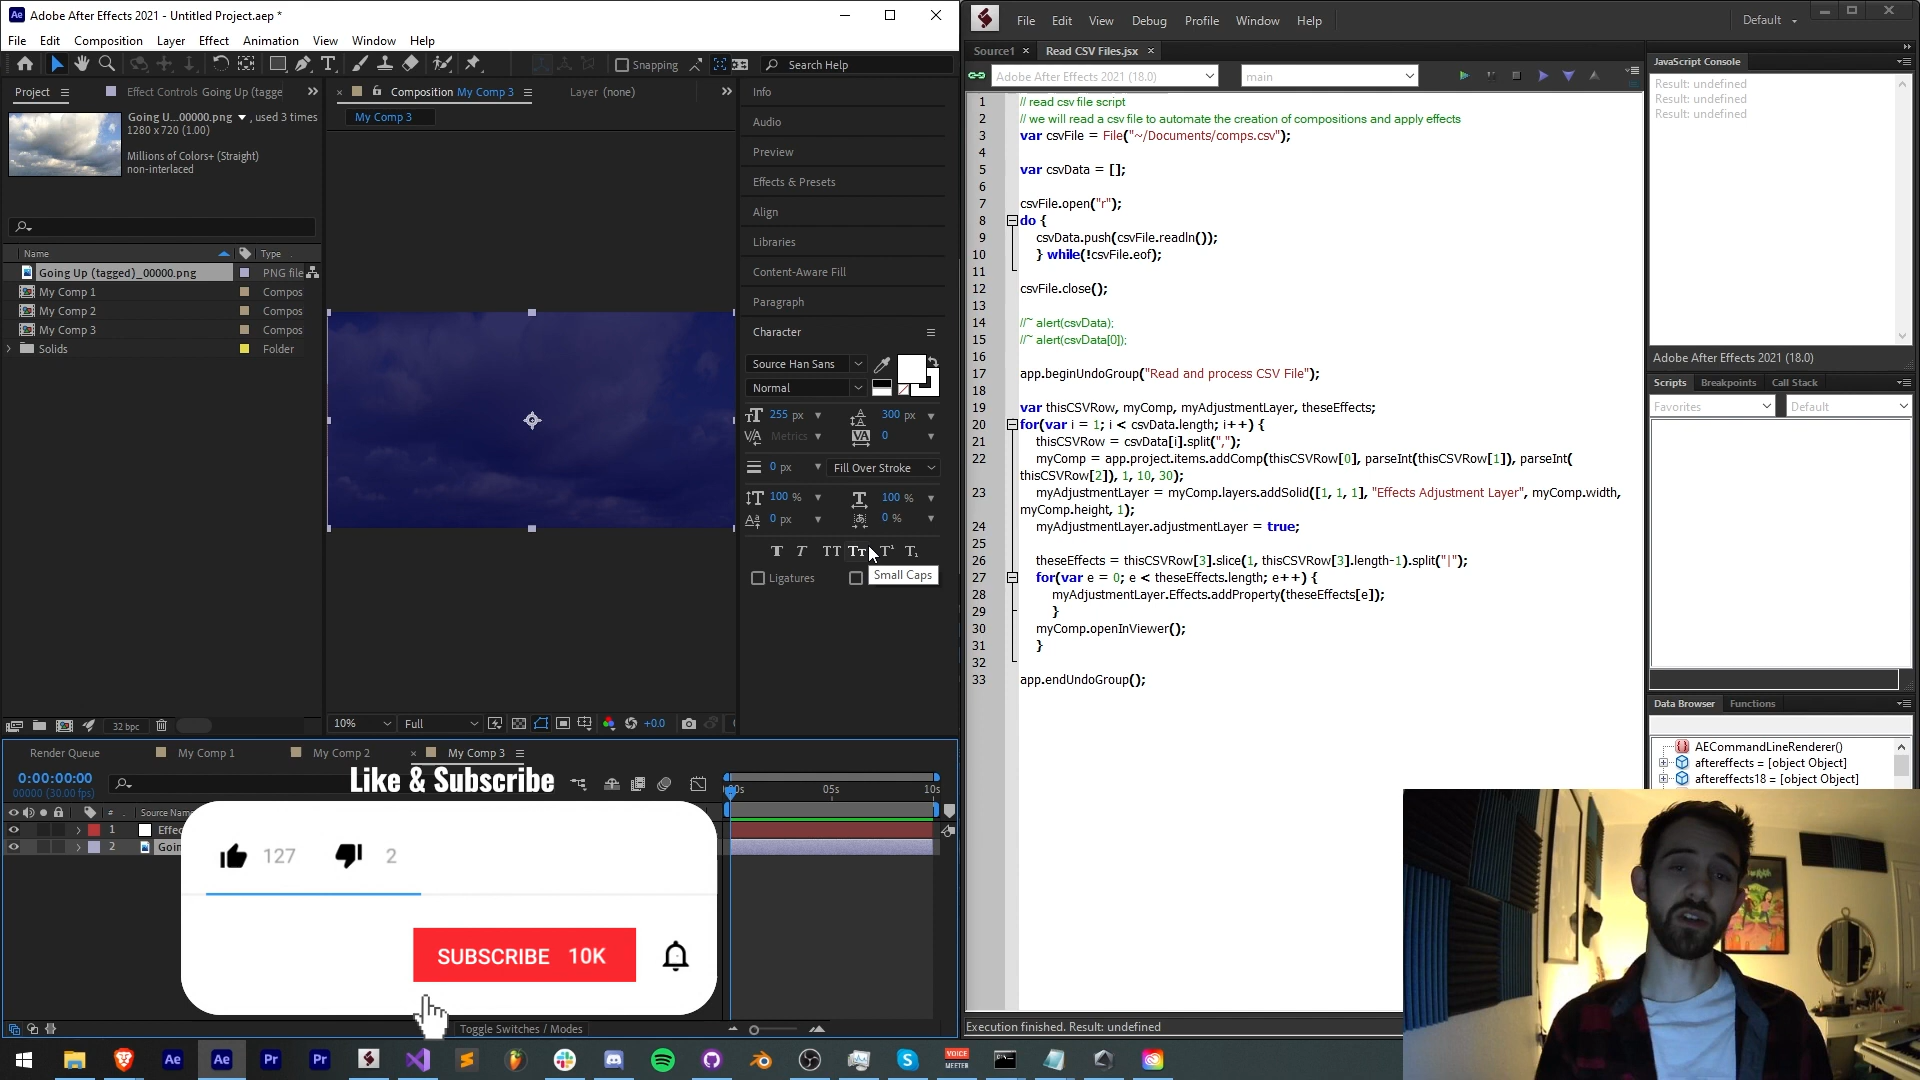 Adobe After Effects 2021 - Untitled Project.aep *
File Edit Composition Layer Effect Animation View Window Help
Snapping
Search Help
Project
Effect Controls Going Up (tagge
Composition My Comp 3
Layer (none)
My Comp 3
Going U...00000.png , used 3 times
1280 x 720 (1.00)
Millions of Colors+ (Straight)
non-interlaced
Name
Type
Going Up (tagged)_00000.png
PNG file
My Comp 1
Compos
My Comp 2
Compos
My Comp 3
Compos
Solids
Folder
32 bpc
10%
Full
+0.0
Info
Audio
Preview
Effects & Presets
Align
Libraries
Content-Aware Fill
Paragraph
Character
Source Han Sans
Normal
255 px
300 px
Metrics
0
0 px
Fill Over Stroke
100 %
100 %
0 px
0 %
Ligatures
Small Caps
Render Queue
My Comp 1
My Comp 2
My Comp 3
0:00:00:00
00000 (30.00 fps)
Like & Subscribe
05s
10s
#
Source Nam
1
Effec
2
Goin
127
2
SUBSCRIBE 10K
Toggle Switches / Modes
File Edit View Debug Profile Window Help
Default
Source1
Read CSV Files.jsx
Adobe After Effects 2021 (18.0)
main
1 // read csv file script
2 // we will read a csv file to automate the creation of compositions and apply effects
3 var csvFile = File("~/Documents/comps.csv");
4
5 var csvData = [];
6
7 csvFile.open("r");
8 do {
9 csvData.push(csvFile.readln());
10 } while(!csvFile.eof);
11
12 csvFile.close();
13
14 //~ alert(csvData);
15 //~ alert(csvData[0]);
16
17 app.beginUndoGroup("Read and process CSV File");
18
19 var thisCSVRow, myComp, myAdjustmentLayer, theseEffects;
20 for(var i = 1; i < csvData.length; i++) {
21 thisCSVRow = csvData[i].split(",");
22 myComp = app.project.items.addComp(thisCSVRow[0], parseInt(thisCSVRow[1]), parseInt(
thisCSVRow[2]), 1, 10, 30);
23 myAdjustmentLayer = myComp.layers.addSolid([1, 1, 1], "Effects Adjustment Layer", myComp.width,
myComp.height, 1);
24 myAdjustmentLayer.adjustmentLayer = true;
25
26 theseEffects = thisCSVRow[3].slice(1, thisCSVRow[3].length-1).split("|");
27 for(var e = 0; e < theseEffects.length; e++) {
28 myAdjustmentLayer.Effects.addProperty(theseEffects[e]);
29 }
30 myComp.openInViewer();
31 }
32
33 app.endUndoGroup();
Execution finished. Result: undefined
JavaScript Console
Result: undefined
Result: undefined
Result: undefined
Adobe After Effects 2021 (18.0)
Scripts
Breakpoints
Call Stack
Favorites
Default
Data Browser
Functions
AECommandLineRenderer()
aftereffects = [object Object]
aftereffects18 = [object Object]
Ae
Ae
Pr
Pr
VOICE
MEETER